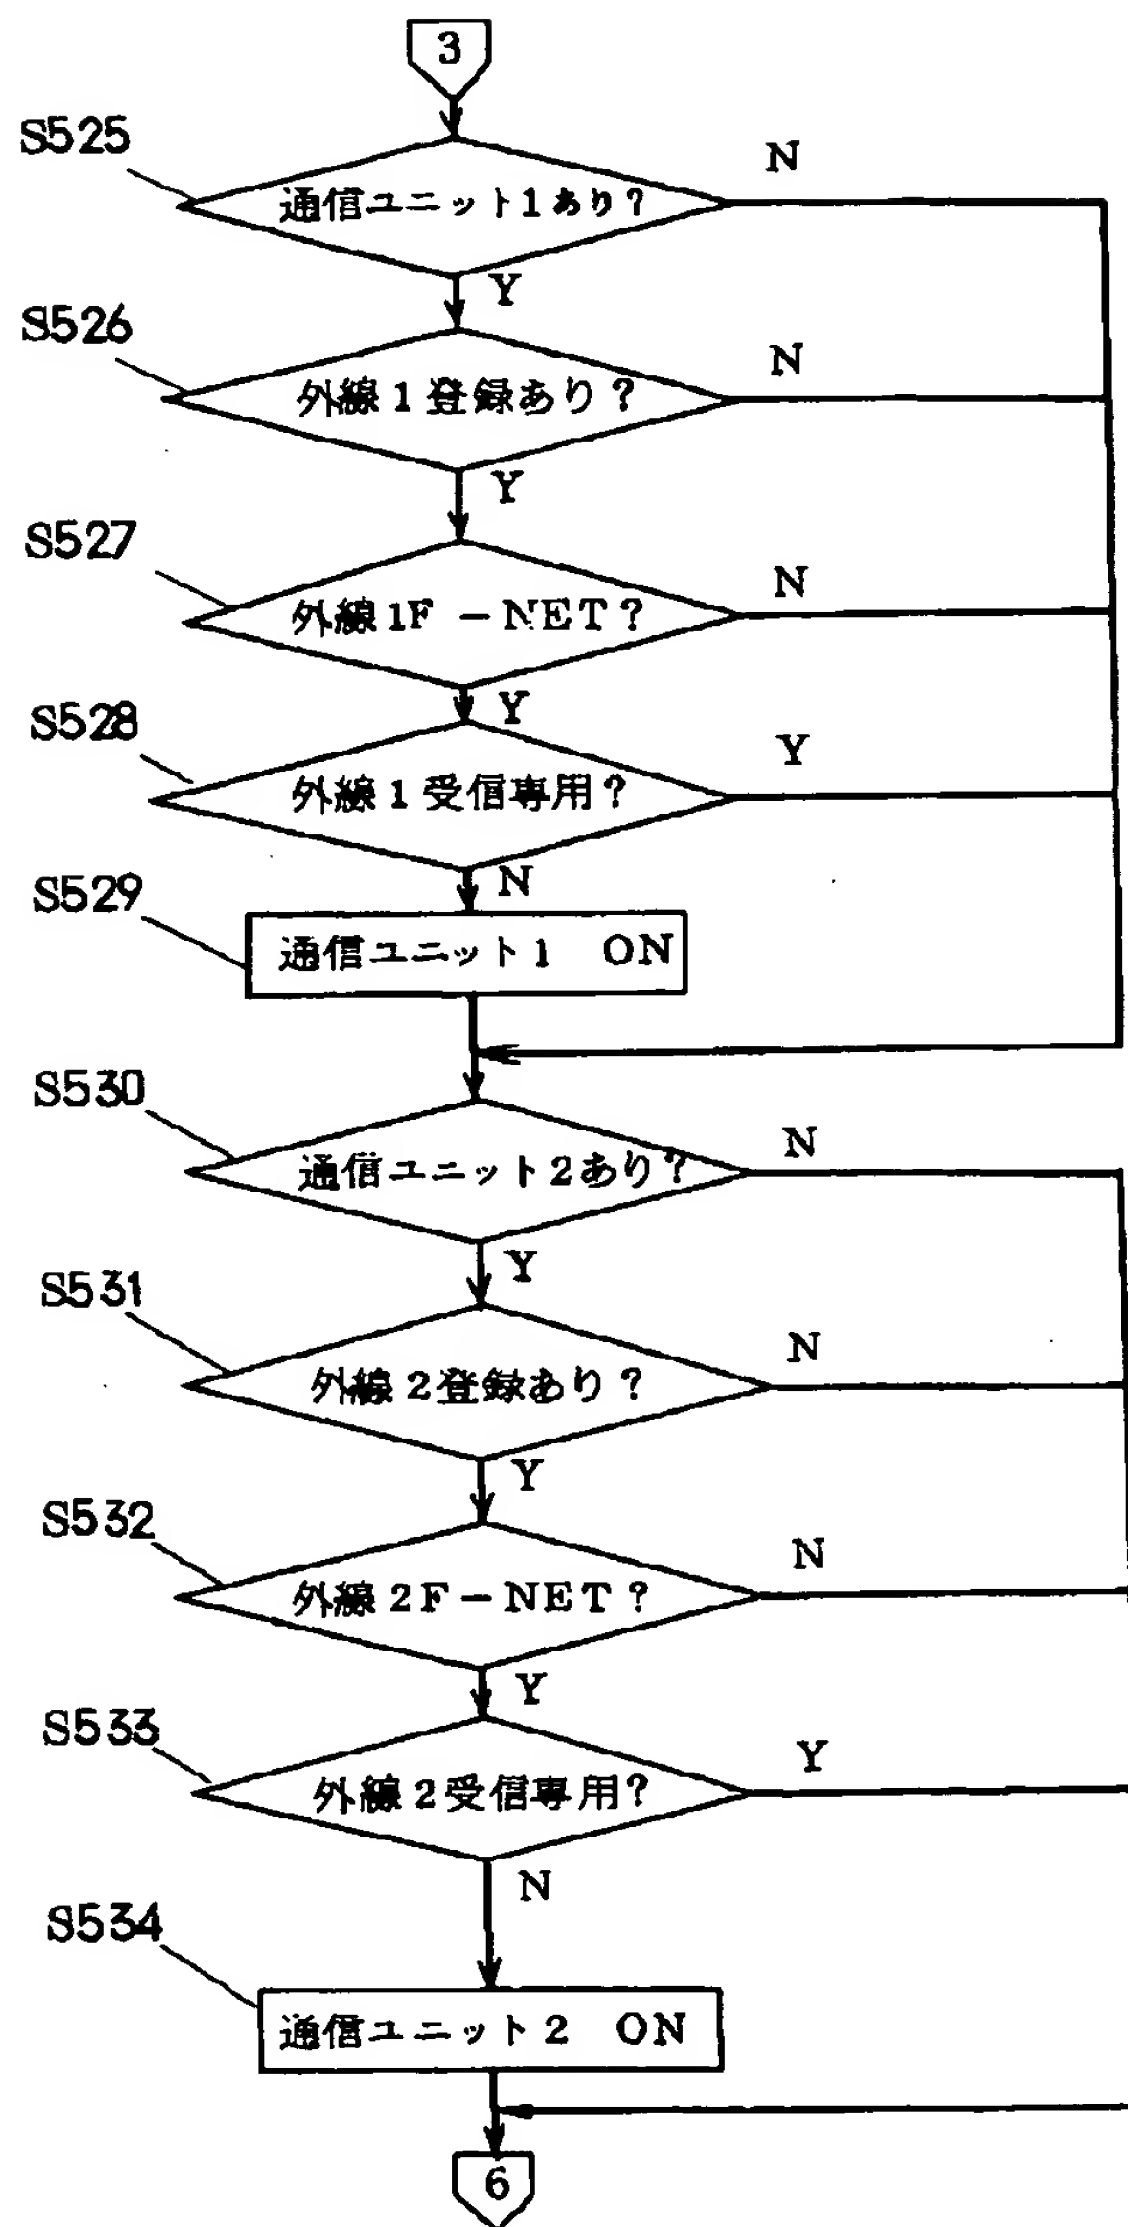 3
S525
通信ユニット1あり?
N
Y
S526
外線1登録あり?
N
Y
S527
外線1F-NET?
N
Y
S528
外線1受信専用?
Y
N
S529
通信ユニット1 ON
S530
通信ユニット2あり?
N
Y
S531
外線2登録あり?
N
Y
S532
外線2F-NET?
N
Y
S533
外線2受信専用?
Y
N
S534
通信ユニット2 ON
6